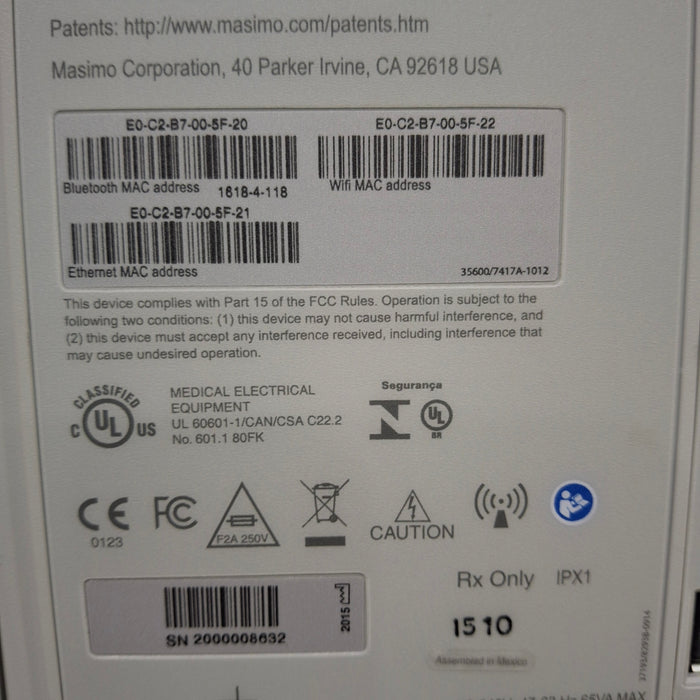 Patents: http://www.masimo.com/patents.htm
Masimo Corporation, 40 Parker Irvine, CA 92618 USA
E0-C2-B7-00-5F-20
E0-C2-B7-00-5F-22
Bluetooth MAC address
1618-4-118
Wifi MAC address
E0-C2-B7-00-5F-21
Ethernet MAC address
35600/7417A-1012
This device complies with Part 15 of the FCC Rules. Operation is subject to the
following two conditions: (1) this device may not cause harmful interference, and
(2) this device must accept any interference received, including interference that
may cause undesired operation.
CLASSIFIED
C UL US
MEDICAL ELECTRICAL
EQUIPMENT
UL 60601-1/CAN/CSA C22.2
No. 601.1 80FK
Segurança
UL
BR
CE
0123
FC
F2A 250V
CAUTION
Rx Only
IPX1
SN 2000008632
2015
1510
Assembled in Mexico
VA MAX